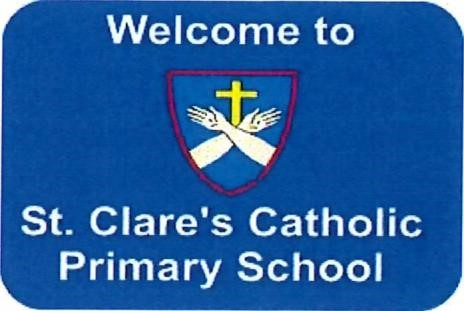 Welcome to
St. Clare's Catholic
Primary School